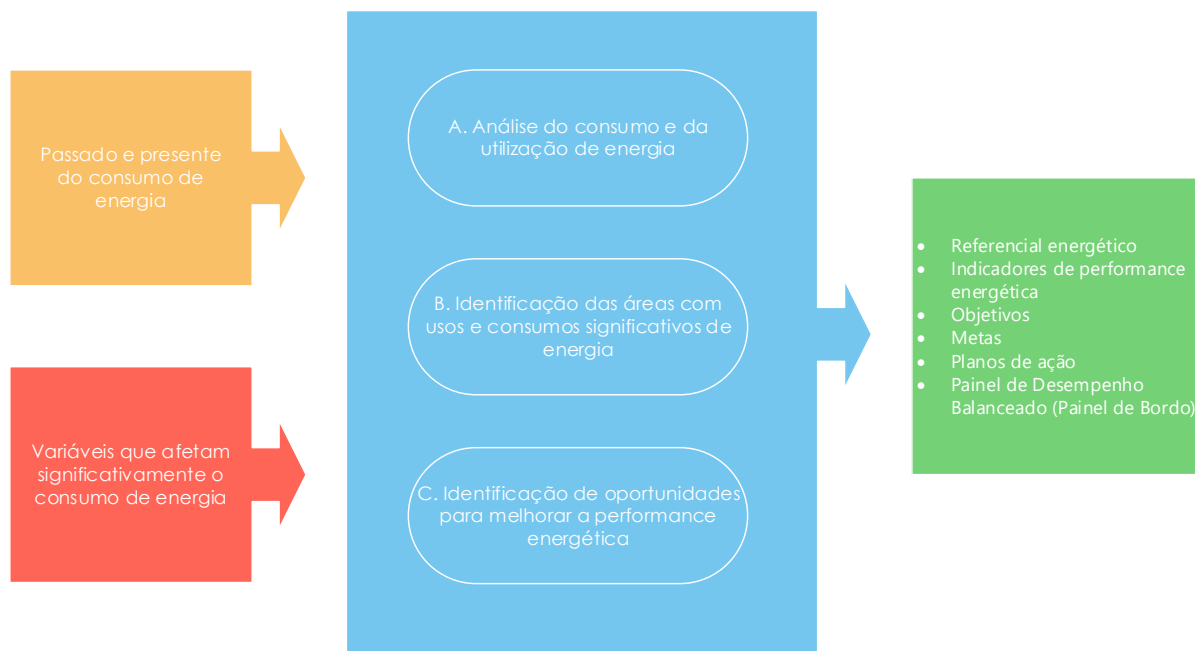 Passado e presente
do consumo de
energia
Variáveis que afetam
significativamente o
consumo de energia
A. Análise do consumo e da
utilização de energia
B. Identificação das áreas com
usos e consumos significativos de
energia
C. Identificação de oportunidades
para melhorar a performance
energética
• Referencial energético
• Indicadores de performance
energética
• Objetivos
• Metas
• Planos de ação
• Painel de Desempenho
Balanceado (Painel de Bordo)